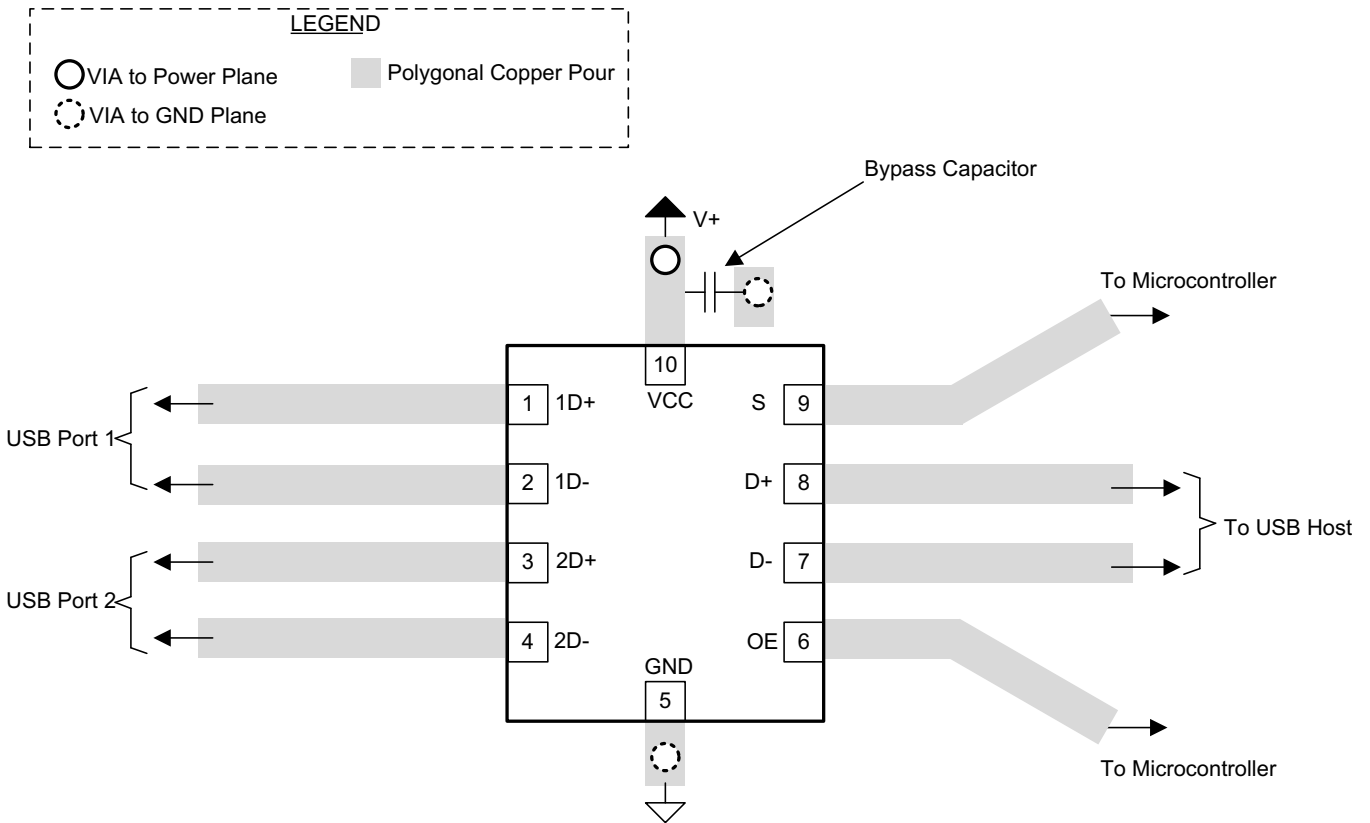 LEGEND
VIA to Power Plane
Polygonal Copper Pour
VIA to GND Plane
Bypass Capacitor
V+
To Microcontroller
10
VCC
1
1D+
S
9
USB Port 1
2
1D-
D+
8
To USB Host
3
2D+
D-
7
USB Port 2
4
2D-
OE
6
GND
5
To Microcontroller